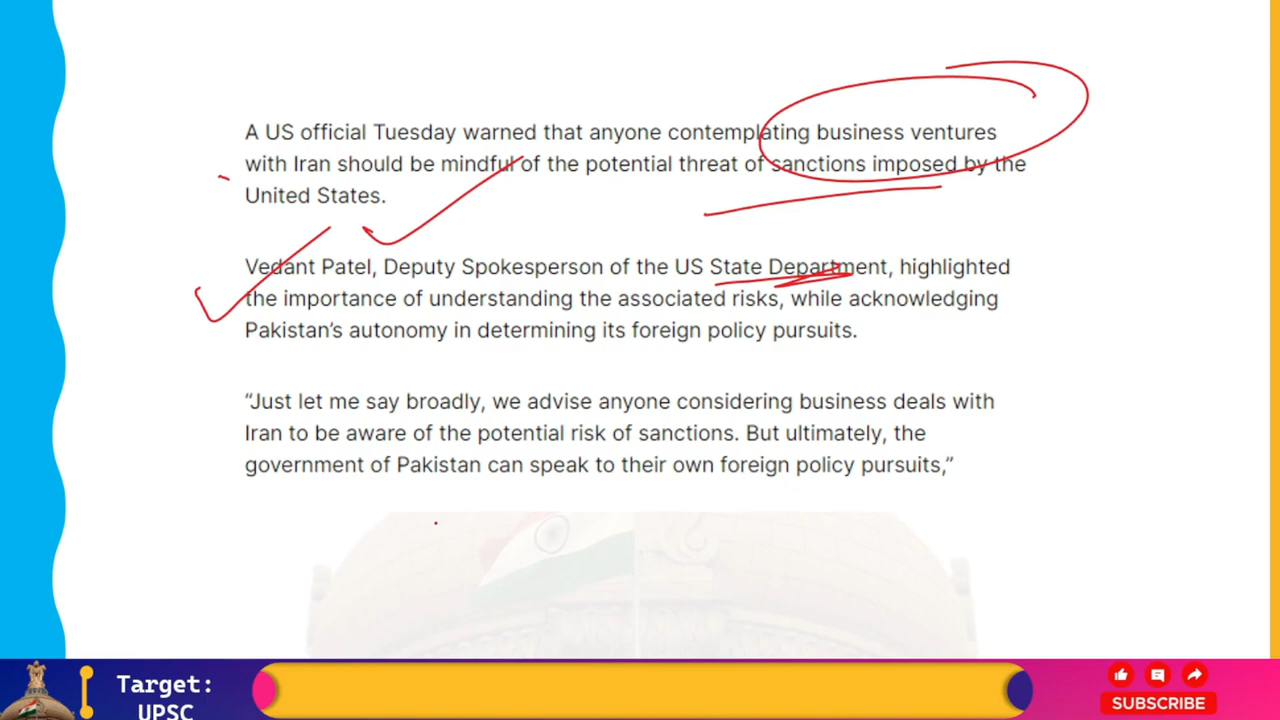 A US official Tuesday warned that anyone contemplating business ventures
with Iran should be mindful of the potential threat of sanctions imposed by the
United States.
Vedant Patel, Deputy Spokesperson of the US State Department, highlighted
the importance of understanding the associated risks, while acknowledging
Pakistan’s autonomy in determining its foreign policy pursuits.
“Just let me say broadly, we advise anyone considering business deals with
Iran to be aware of the potential risk of sanctions. But ultimately, the
government of Pakistan can speak to their own foreign policy pursuits,”
Target:
UPSC
SUBSCRIBE